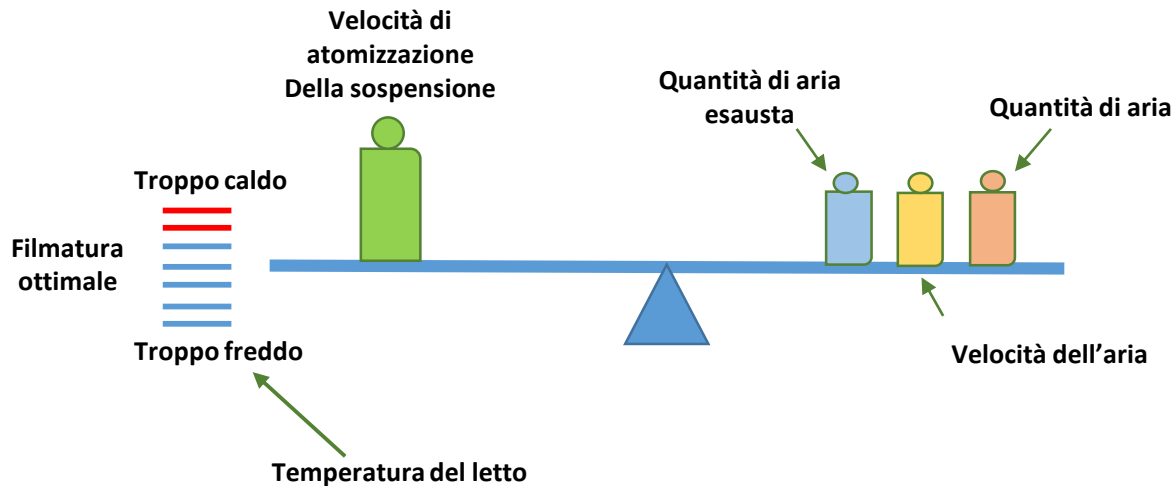 Velocità di
atomizzazione
Della sospensione
Quantità di aria
esausta
Quantità di aria
Troppo caldo
Filmatura
ottimale
Troppo freddo
Velocità dell’aria
Temperatura del letto